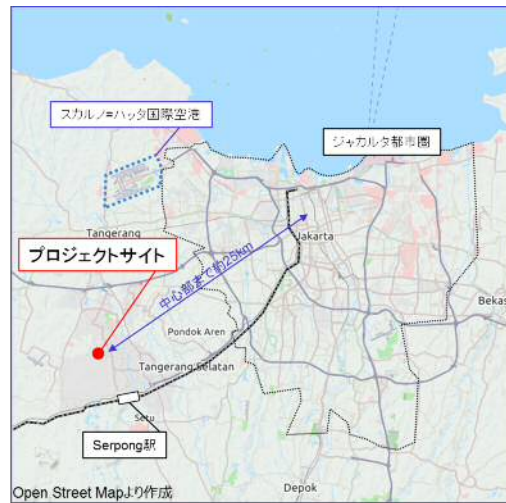 スカルノ=ハッタ国際空港
ジャカルタ都市圏
Tangerang
プロジェクトサイト
Jakarta
中心部まで約25km
Bekas
Pondok Aren
Tangerang Selatan
Setu
Serpong駅
Depok
Open Street Mapより作成